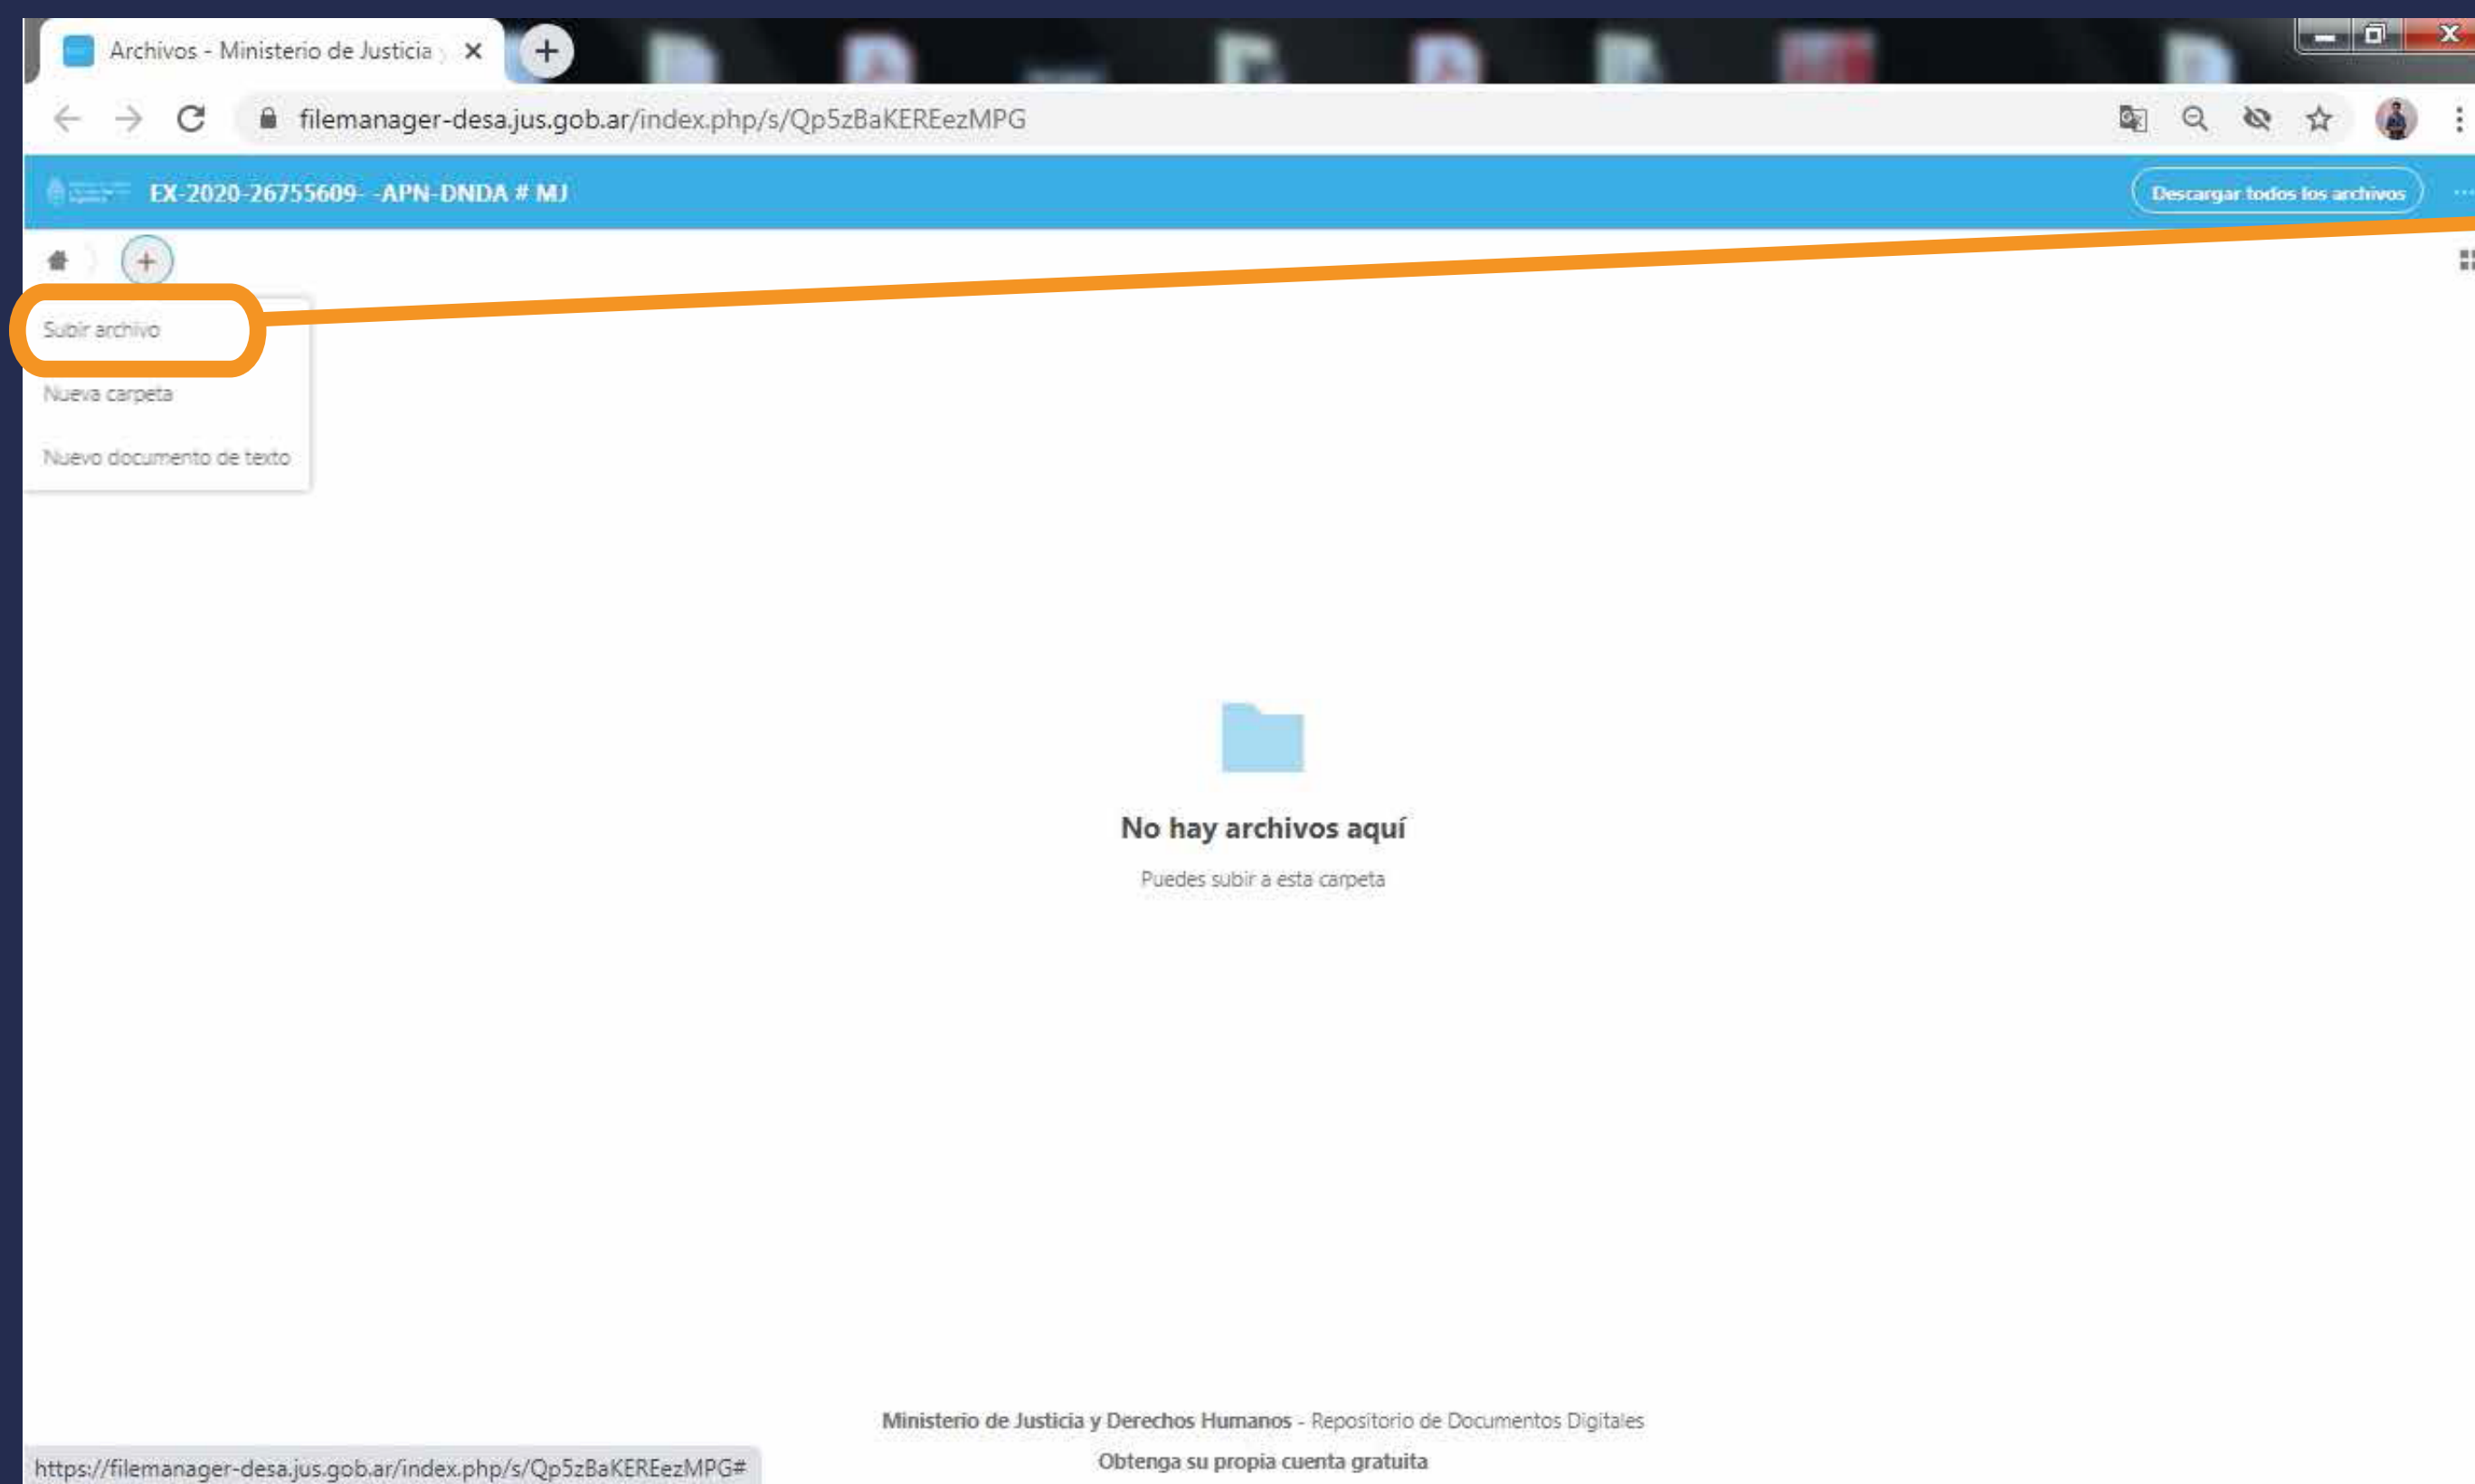 Archivos - Ministerio de Justicia y
filemanager-desa.jus.gob.ar/index.php/s/Qp5zBaKEREezMPG
EX-2020-26755609- -APN-DNDA # MJ
Descargar todos los archivos
Subir archivo
Nueva carpeta
Nuevo documento de texto
No hay archivos aquí
Puedes subir a esta carpeta
Ministerio de Justicia y Derechos Humanos - Repositorio de Documentos Digitales
Obtenga su propia cuenta gratuita
https://filemanager-desa.jus.gob.ar/index.php/s/Qp5zBaKEREezMPG#